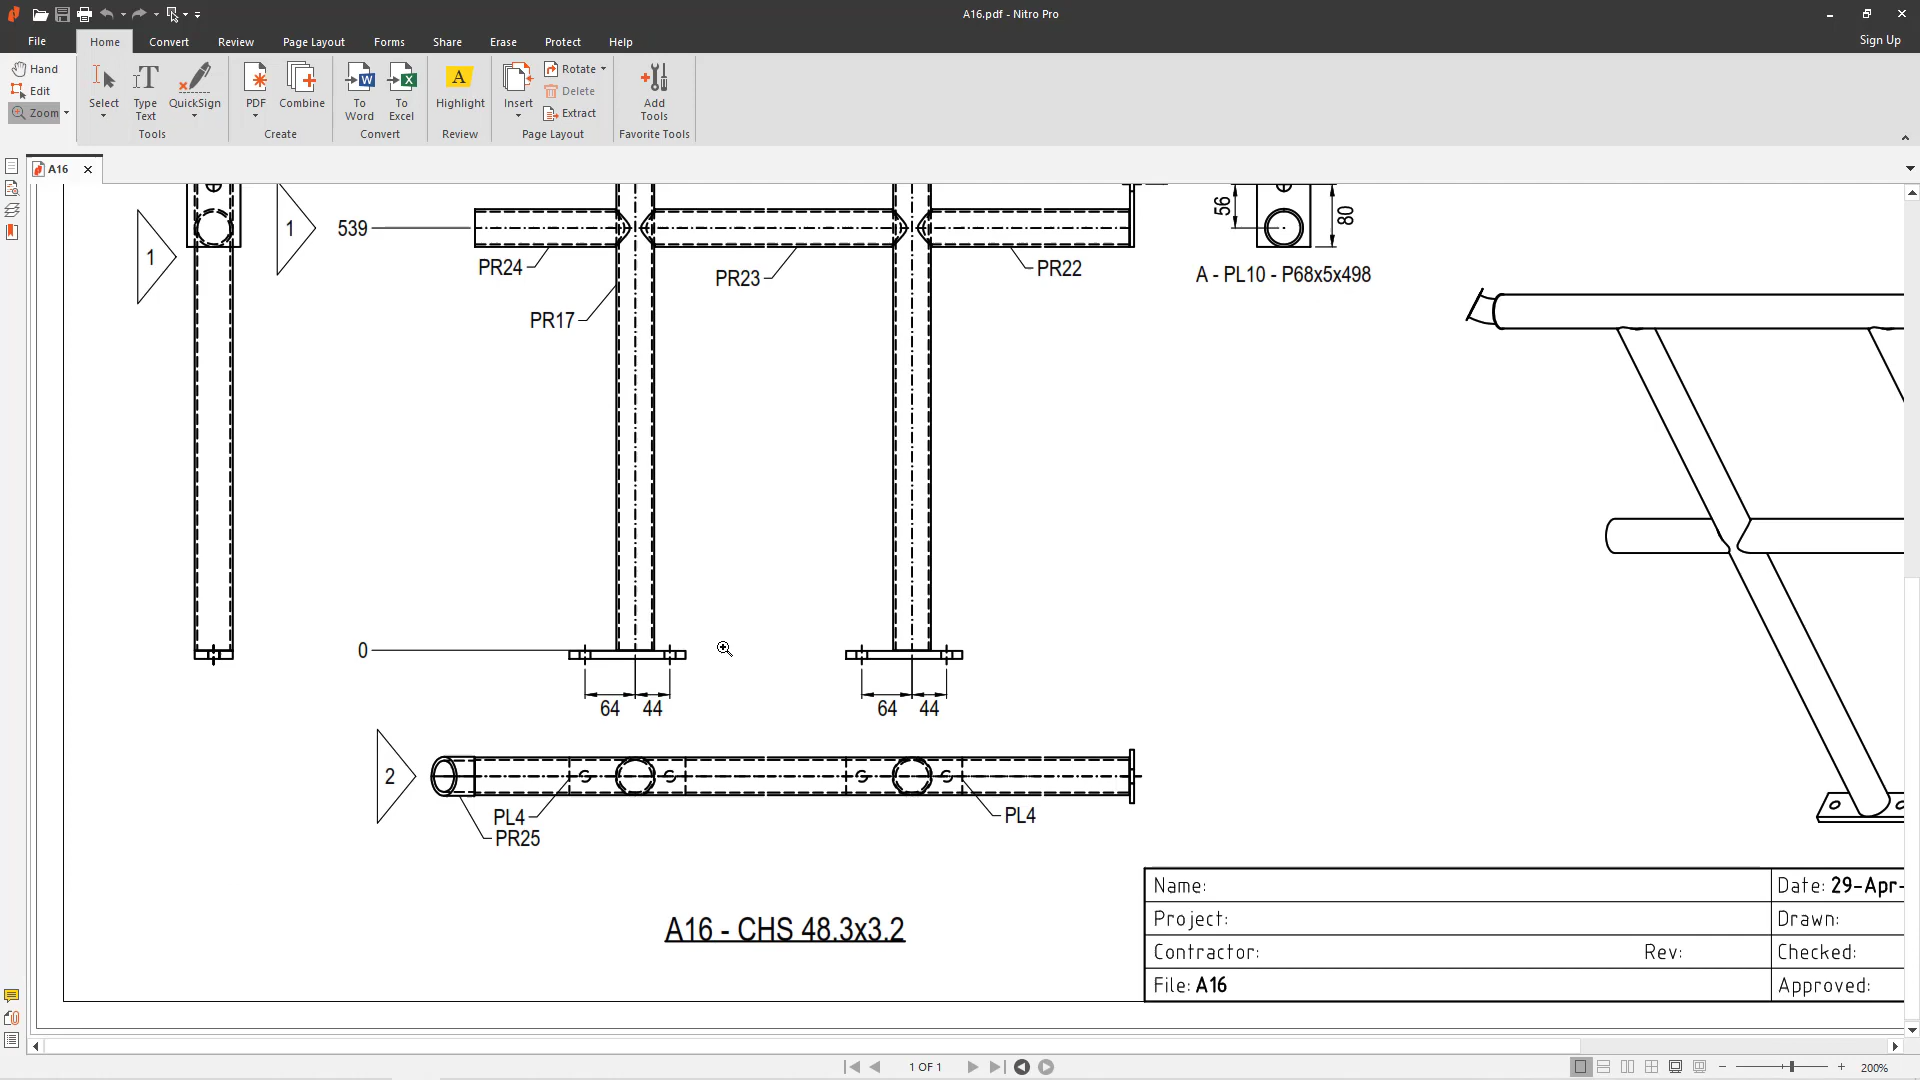 A16.pdf - Nitro Pro
File Home Convert Review Page Layout Forms Share Erase Protect Help Sign Up
Hand
Edit
Zoom
Select
Type Text
QuickSign
Tools
PDF
Combine
Create
To Word
To Excel
Convert
A
Highlight
Review
Insert
Rotate
Delete
Extract
Page Layout
Add Tools
Favorite Tools
A16
1
1
539
PR24
PR23
PR22
PR17
56
80
A - PL10 - P68x5x498
0
64 44
64 44
2
PL4
PR25
PL4
A16 - CHS 48.3x3.2
Name:
Date: 29-Apr-
Project:
Drawn:
Contractor: Rev:
Checked:
File: A16
Approved:
1 OF 1
200%